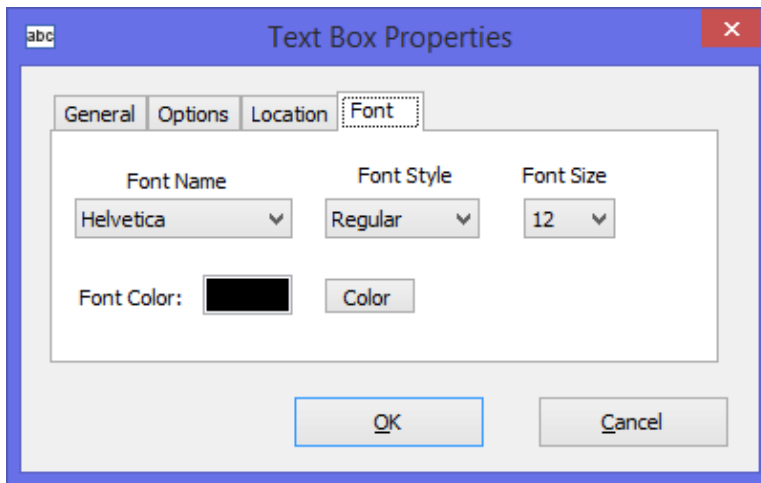 abc Text Box Properties
General Options Location Font
Font Name Font Style Font Size
Helvetica Regular 12
Font Color: Color
OK Cancel